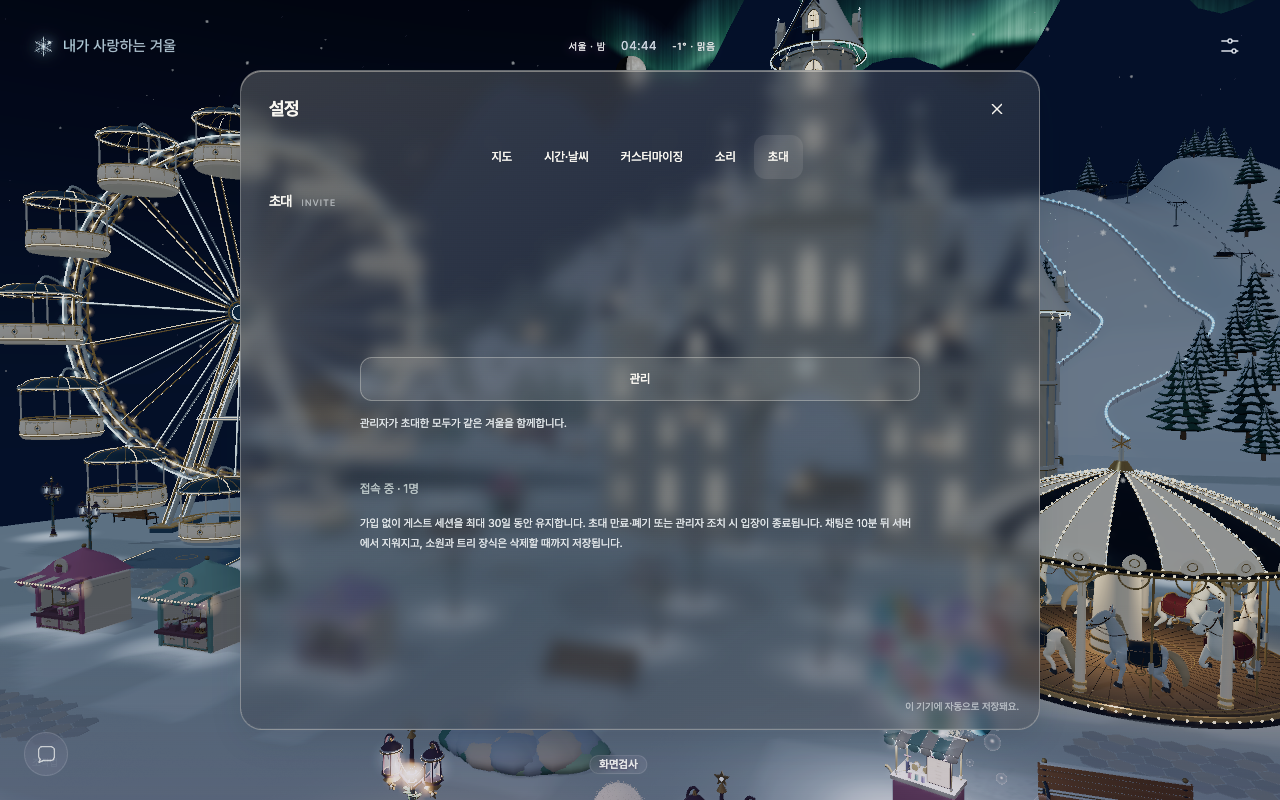 내가 사랑하는 겨울
서울 · 밤 04:44 -1° · 맑음
설정
지도 시간·날씨 커스터마이징 소리 초대
초대 INVITE
관리
관리자가 초대한 모두가 같은 겨울을 함께합니다.
접속 중 · 1명
가입 없이 게스트 세션을 최대 30일 동안 유지합니다. 초대 만료·폐기 또는 관리자 조치 시 입장이 종료됩니다. 채팅은 10분 뒤 서버
에서 지워지고, 소원과 트리 장식은 삭제할 때까지 저장됩니다.
이 기기에 자동으로 저장돼요.
화면검사